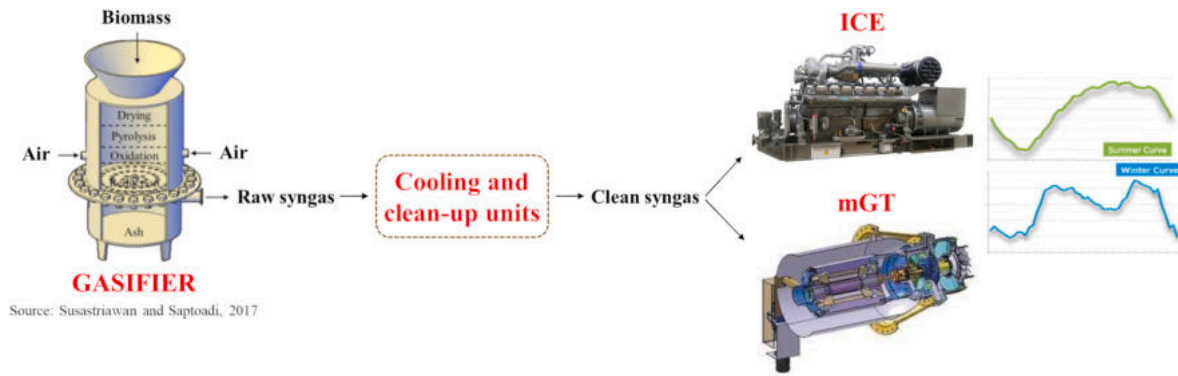 Biomass
Drying
Pyrolysis
Oxidation
Air
Air
Ash
GASIFIER
Source: Susastriawan and Saptoadi, 2017
Raw syngas
Cooling and
clean-up units
Clean syngas
ICE
mGT
Summer Curve
Winter Curve